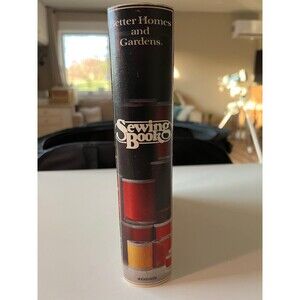 Better Homes
and
Gardens.
Sewing
Book